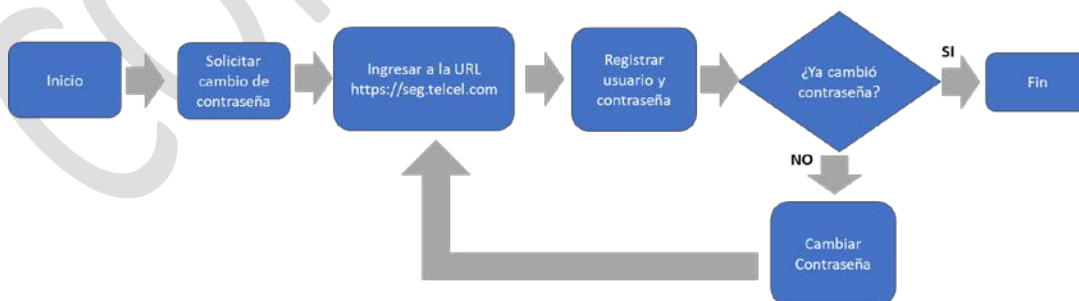 Inicio
Solicitar
cambio de
contraseña
Ingresar a la URL
https://seg.telcel.com
Registrar
usuario y
contraseña
¿Ya cambió
contraseña?
SI
Fin
NO
Cambiar
Contraseña